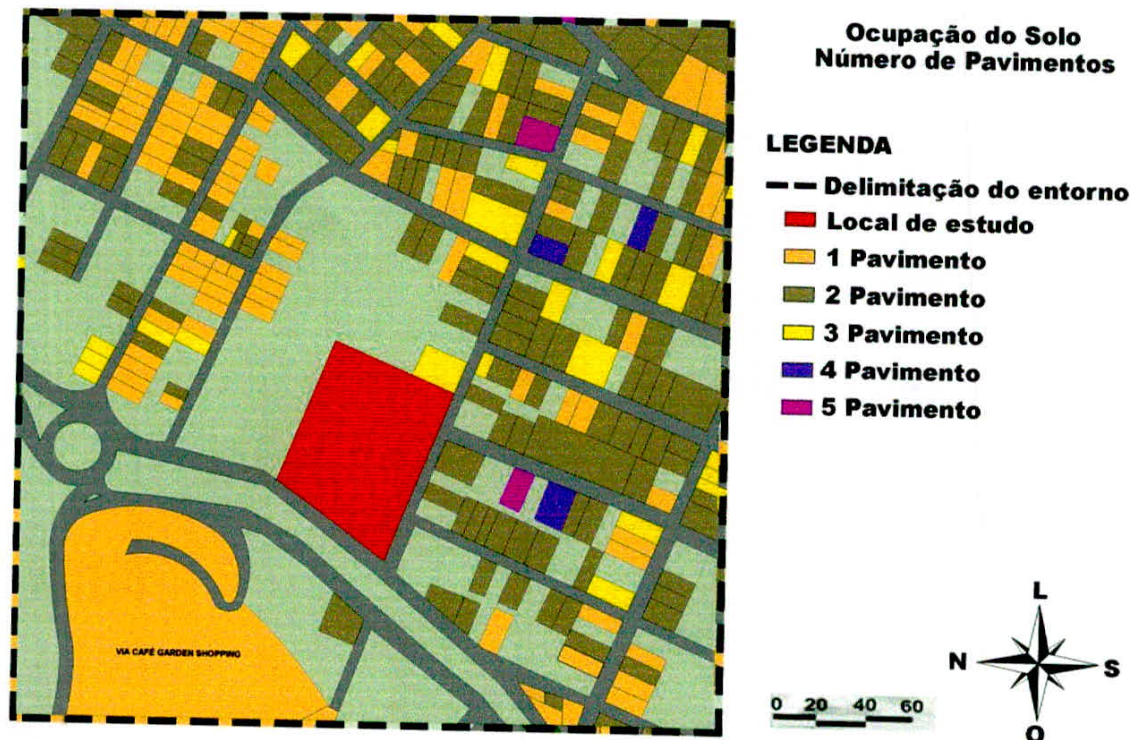 Ocupação do Solo
Número de Pavimentos
LEGENDA
Delimitação do entorno
Local de estudo
1 Pavimento
2 Pavimento
3 Pavimento
4 Pavimento
5 Pavimento
VIA CAFÉ GARDEN SHOPPING
L
N S
O
0 20 40 60